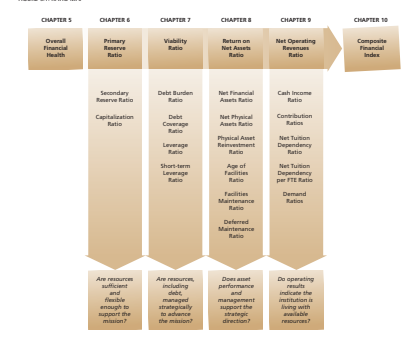 CHAPTER 5
CHAPTER 6
CHAPTER 7
CHAPTER 8
CHAPTER 9
CHAPTER 10
Overall
Financial
Health
Primary
Reserve
Ratio
Viability
Ratio
Return on
Net Assets
Ratio
Net Operating
Revenues
Ratio
Composite
Financial
Index
Secondary
Reserve Ratio
Capitalization
Ratio
Debt Burden
Ratio
Debt
Coverage
Ratio
Leverage
Ratio
Short-term
Leverage
Ratio
Net Financial
Assets Ratio
Net Physical
Assets Ratio
Physical Asset
Reinvestment
Ratio
Age of
Facilities
Ratio
Facilities
Maintenance
Ratio
Deferred
Maintenance
Ratio
Cash Income
Ratio
Contribution
Ratios
Net Tuition
Dependency
Ratio
Net Tuition
Dependency
per FTE Ratio
Demand
Ratios
Are resources
sufficient
and
flexible
enough to
support the
mission?
Are resources,
including
debt,
managed
strategically
to advance
the mission?
Does asset
performance
and
management
support the
strategic
direction?
Do operating
results
indicate the
institution is
living with
available
resources?